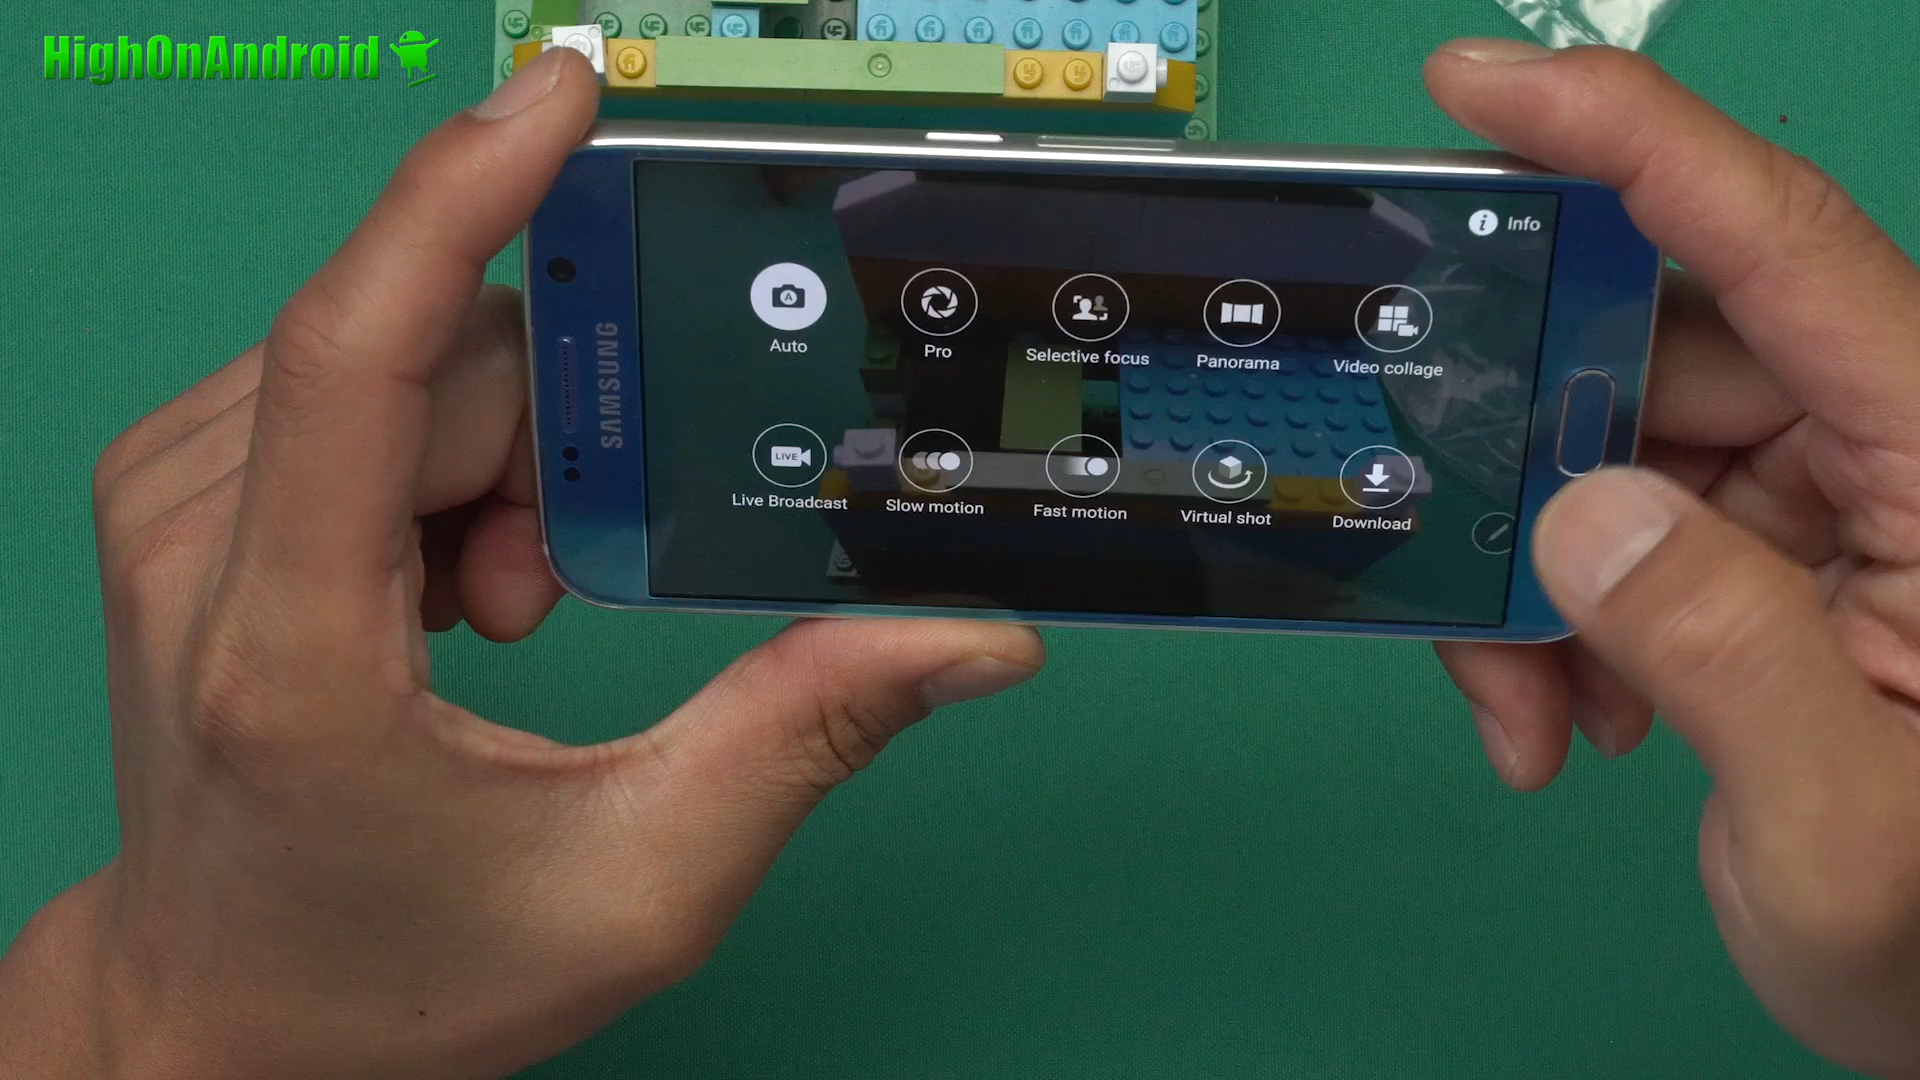 HighOnAndroid
SAMSUNG
Info
Auto
Pro
Selective focus
Panorama
Video collage
LIVE
Live Broadcast
Slow motion
Fast motion
Virtual shot
Download